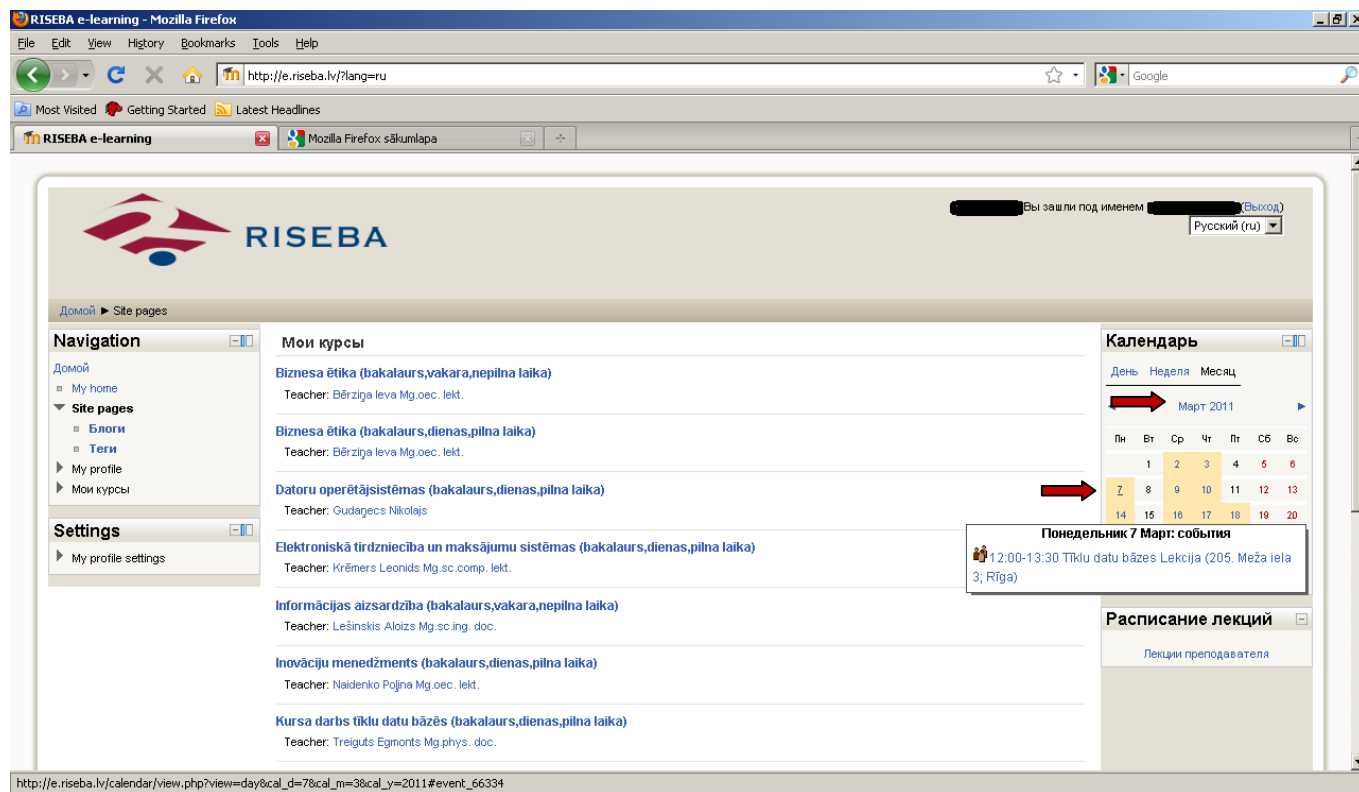 RISEBA e-learning - Mozilla Firefox
File Edit View History Bookmarks Tools Help
http://e.riseba.lv/?lang=ru
Google
Most Visited Getting Started Latest Headlines
RISEBA e-learning
Mozilla Firefox sākumlapa
RISEBA
Вы зашли под именем (Выход)
Русский (ru)
Домой ► Site pages
Navigation
Домой
My home
Site pages
Блоги
Теги
My profile
Мои курсы
Settings
My profile settings
Мои курсы
Biznesa ētika (bakalaurs,vakara,nepilna laika)
Teacher: Bērziņa Ieva Mg.oec. lekt.
Biznesa ētika (bakalaurs,dienas,pilna laika)
Teacher: Bērziņa Ieva Mg.oec. lekt.
Datoru operētājsistēmas (bakalaurs,dienas,pilna laika)
Teacher: Gudaņecs Nikolajs
Elektroniskā tirdzniecība un maksājumu sistēmas (bakalaurs,dienas,pilna laika)
Teacher: Krēmers Leonids Mg.sc.comp. lekt.
Informācijas aizsardzība (bakalaurs,vakara,nepilna laika)
Teacher: Lešinskis Aloizs Mg.sc.ing. doc.
Inovāciju menedžments (bakalaurs,dienas,pilna laika)
Teacher: Naidenko Poļina Mg.oec. lekt.
Kursa darbs tīklu datu bāzēs (bakalaurs,dienas,pilna laika)
Teacher: Treiguts Egmonts Mg.phys. doc.
Календарь
День Неделя Месяц
Март 2011
Пн Вт Ср Чт Пт Сб Вс
1 2 3 4 5 6
7 8 9 10 11 12 13
14 15 16 17 18 19 20
Понедельник 7 Март: события
12:00-13:30 Tīklu datu bāzes Lekcija (205. Meža iela
3; Rīga)
Расписание лекций
Лекции преподавателя
http://e.riseba.lv/calendar/view.php?view=day&cal_d=7&cal_m=3&cal_y=2011#event_66334